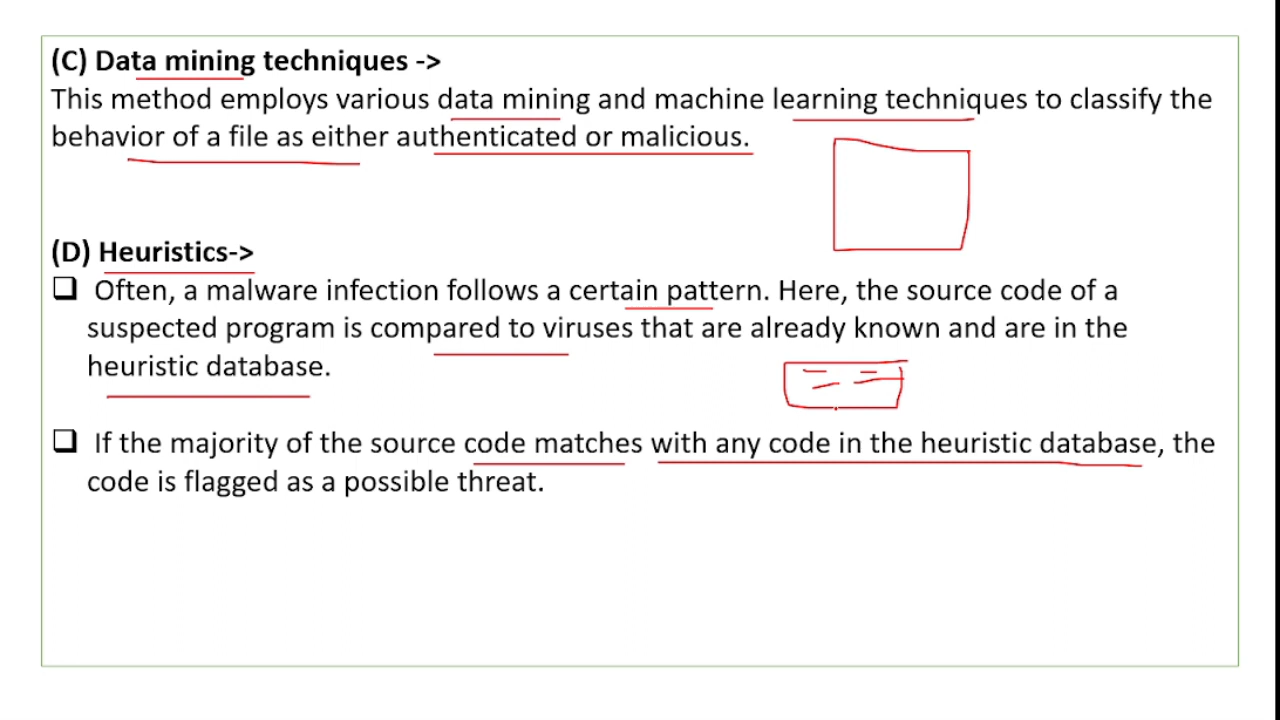 (C) Data mining techniques ->
This method employs various data mining and machine learning techniques to classify the
behavior of a file as either authenticated or malicious.
(D) Heuristics->
❑ Often, a malware infection follows a certain pattern. Here, the source code of a
suspected program is compared to viruses that are already known and are in the
heuristic database.
❑ If the majority of the source code matches with any code in the heuristic database, the
code is flagged as a possible threat.